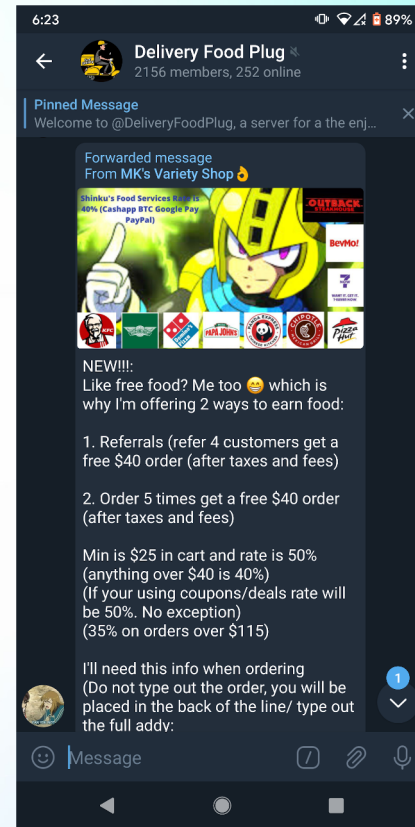 6:23
89%
Delivery Food Plug
2156 members, 252 online
Pinned Message
Welcome to @DeliveryFoodPlug, a server for a the enj...
Forwarded message
From MK's Variety Shop👌
Shinku's Food Services Rate is
40% (Cashapp BTC Google Pay
PayPal)
OUTBACK
STEAKHOUSE
BevMo!
KFC
Domino's
PAPA JOHNS
PANDA EXPRESS
CHIPOTLE
Pizza
Hut
NEW!!!:
Like free food? Me too 😁 which is
why I'm offering 2 ways to earn food:
1. Referrals (refer 4 customers get a
free $40 order (after taxes and fees)
2. Order 5 times get a free $40 order
(after taxes and fees)
Min is $25 in cart and rate is 50%
(anything over $40 is 40%)
(If your using coupons/deals rate will
be 50%. No exception)
(35% on orders over $115)
I'll need this info when ordering
(Do not type out the order, you will be
placed in the back of the line/ type out
the full addy:
1
Message